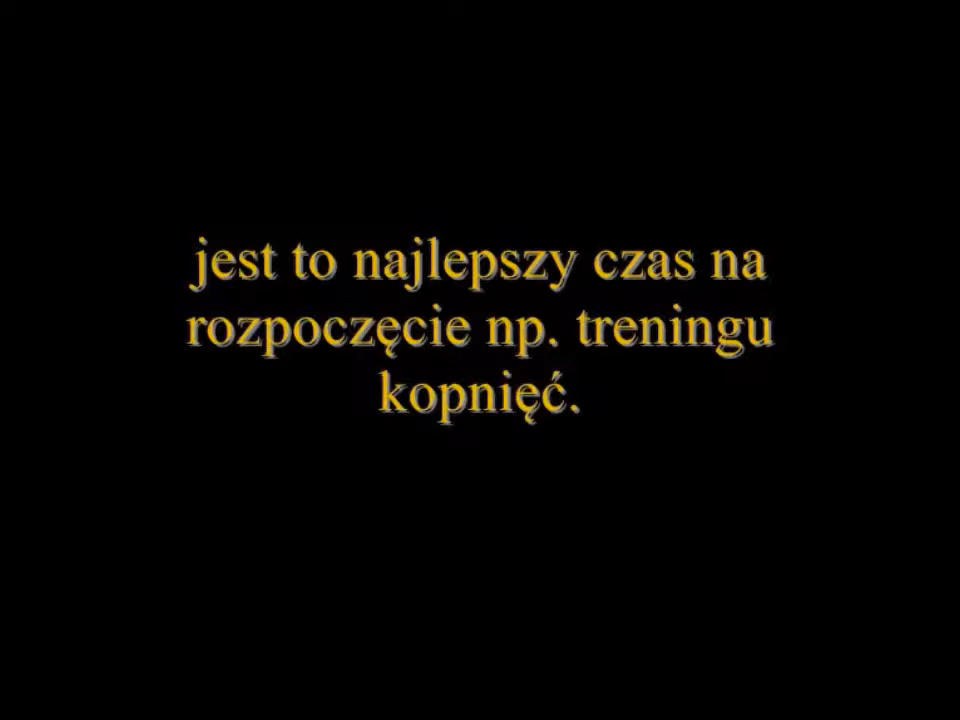 jest to najlepszy czas na
rozpoczęcie np. treningu
kopnięć.